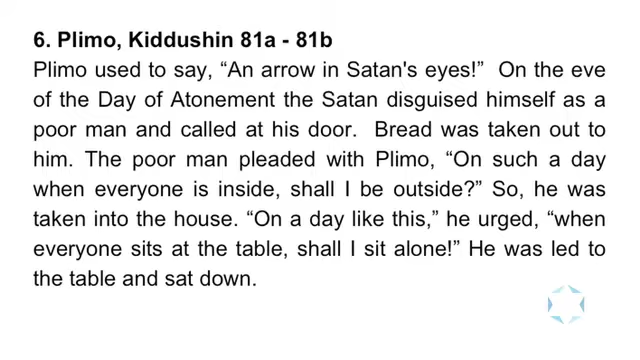 6. Plimo, Kiddushin 81a - 81b
Plimo used to say, “An arrow in Satan's eyes!”  On the eve
of the Day of Atonement the Satan disguised himself as a
poor man and called at his door.  Bread was taken out to
him. The poor man pleaded with Plimo, “On such a day
when everyone is inside, shall I be outside?” So, he was
taken into the house. “On a day like this,” he urged, “when
everyone sits at the table, shall I sit alone!” He was led to
the table and sat down.